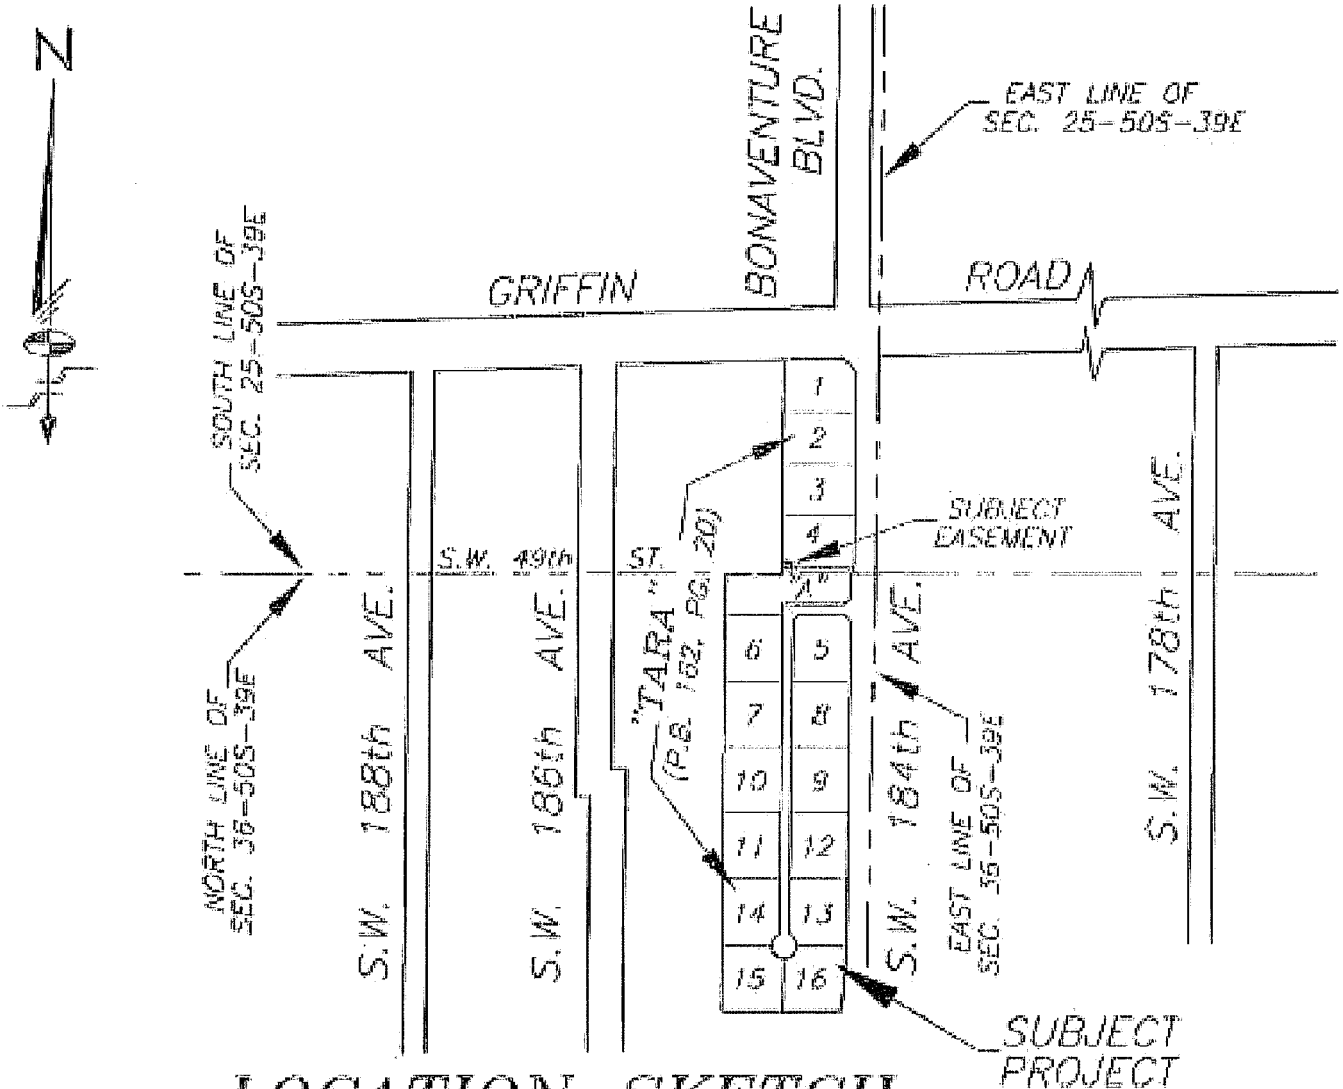 N
BONAVENTURE
BLVD.
EAST LINE OF
SEC. 25-50S-39E
SOUTH LINE OF
SEC. 25-50S-39E
GRIFFIN
ROAD
1
2
3
4
SUBJECT
EASEMENT
S.W. 49th
ST.
"A"
"TARA"
(P.B. 162, PG. 20)
6
5
7
8
10
9
11
12
14
13
15
16
NORTH LINE OF
SEC. 36-50S-39E
S.W. 188th AVE.
S.W. 186th AVE.
S.W. 184th AVE.
EAST LINE OF
SEC. 36-50S-39E
S.W. 178th AVE.
SUBJECT
PROJECT
LOCATION SKETCH